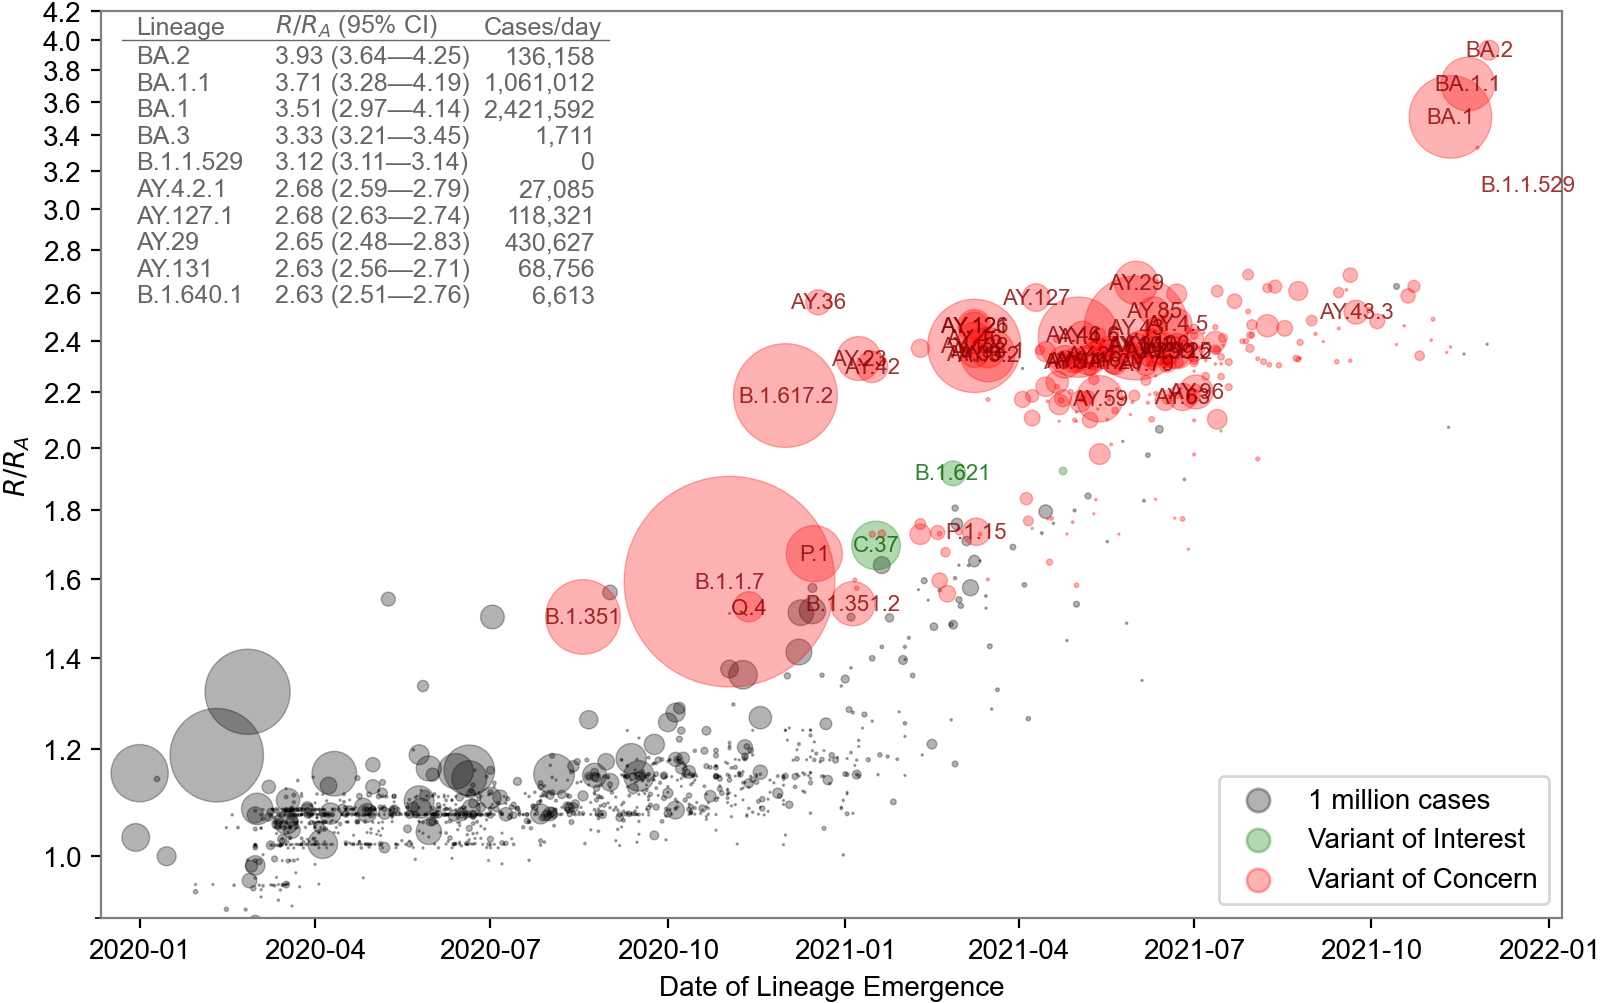 Lineage R/R_A (95% CI) Cases/day
BA.2 3.93 (3.64—4.25) 136,158
BA.1.1 3.71 (3.28—4.19) 1,061,012
BA.1 3.51 (2.97—4.14) 2,421,592
BA.3 3.33 (3.21—3.45) 1,711
B.1.1.529 3.12 (3.11—3.14) 0
AY.4.2.1 2.68 (2.59—2.79) 27,085
AY.127.1 2.68 (2.63—2.74) 118,321
AY.29 2.65 (2.48—2.83) 430,627
AY.131 2.63 (2.56—2.71) 68,756
B.1.640.1 2.63 (2.51—2.76) 6,613
4.2
4.0
3.8
3.6
3.4
3.2
3.0
2.8
2.6
2.4
2.2
2.0
1.8
1.6
1.4
1.2
1.0
R/R_A
BA.2
BA.1.1
BA.1
B.1.1.529
AY.36
AY.127
AY.29
AY.85
AY.43.3
AY.4.5
AY.46.6
AY.23
AY.42
B.1.617.2
AY.59
AY.63
AY.96
B.1.621
P.1.15
C.37
P.1
B.1.1.7
Q.4
B.1.351
B.1.351.2
1 million cases
Variant of Interest
Variant of Concern
2020-01 2020-04 2020-07 2020-10 2021-01 2021-04 2021-07 2021-10 2022-01
Date of Lineage Emergence